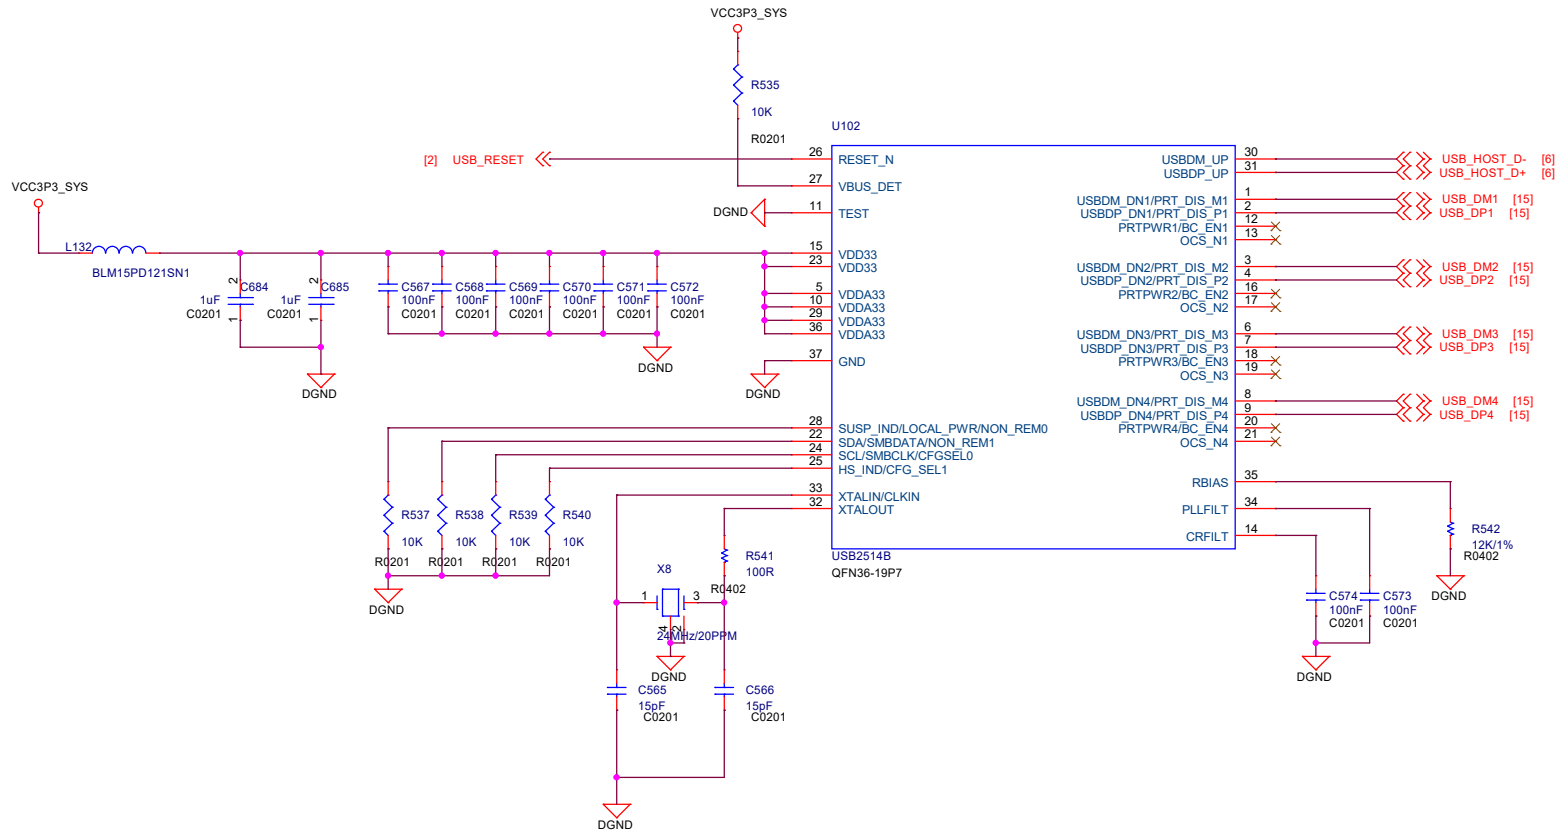 VCC3P3_SYS
R535
10K
R0201
U102
[2] USB_RESET
26 RESET_N
27 VBUS_DET
DGND
11 TEST
VCC3P3_SYS
L132
BLM15PD121SN1
15 VDD33
23 VDD33
5 VDDA33
10 VDDA33
29 VDDA33
36 VDDA33
37 GND
2 C684
1uF
C0201
1
2 C685
1uF
C0201
1
C567 C568 C569 C570 C571 C572
100nF 100nF 100nF 100nF 100nF 100nF
C0201 C0201 C0201 C0201 C0201 C0201
DGND
DGND
DGND
28 SUSP_IND/LOCAL_PWR/NON_REM0
22 SDA/SMBDATA/NON_REM1
24 SCL/SMBCLK/CFGSEL0
25 HS_IND/CFG_SEL1
33 XTALIN/CLKIN
32 XTALOUT
R537 R538 R539 R540
10K 10K 10K 10K
R0201 R0201 R0201 R0201
DGND
R541
100R
R0402
X8
1 3
4 2
24MHz/20PPM
DGND
C565 C566
15pF 15pF
C0201 C0201
DGND
USB2514B
QFN36-19P7
USBDM_UP 30 USB_HOST_D- [6]
USBDP_UP 31 USB_HOST_D+ [6]
USBDM_DN1/PRT_DIS_M1 1 USB_DM1 [15]
USBDP_DN1/PRT_DIS_P1 2 USB_DP1 [15]
PRTPWR1/BC_EN1 12
OCS_N1 13
USBDM_DN2/PRT_DIS_M2 3 USB_DM2 [15]
USBDP_DN2/PRT_DIS_P2 4 USB_DP2 [15]
PRTPWR2/BC_EN2 16
OCS_N2 17
USBDM_DN3/PRT_DIS_M3 6 USB_DM3 [15]
USBDP_DN3/PRT_DIS_P3 7 USB_DP3 [15]
PRTPWR3/BC_EN3 18
OCS_N3 19
USBDM_DN4/PRT_DIS_M4 8 USB_DM4 [15]
USBDP_DN4/PRT_DIS_P4 9 USB_DP4 [15]
PRTPWR4/BC_EN4 20
OCS_N4 21
RBIAS 35
PLLFILT 34
CRFILT 14
R542
12K/1%
R0402
DGND
C574 C573
100nF 100nF
C0201 C0201
DGND